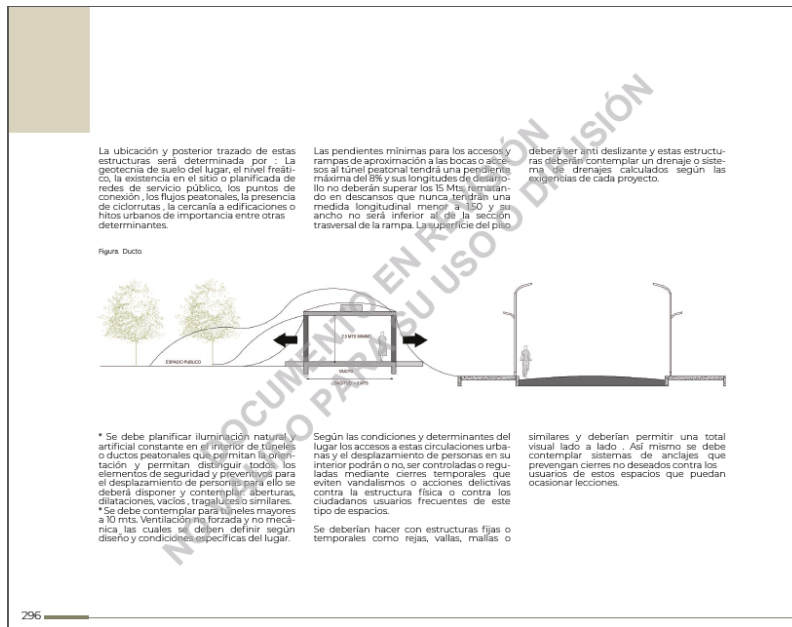 La ubicación y posterior trazado de estas
estructuras será determinada por : La
geotecnia de suelo del lugar, el nivel freáti-
co, la existencia en el sitio o planificada de
redes de servicio público, los puntos de
conexión , los flujos peatonales, la presencia
de ciclorrutas , la cercanía a edificaciones o
hitos urbanos de importancia entre otras
determinantes.
Las pendientes mínimas para los accesos y
rampas de aproximación a las bocas o acce-
sos al túnel peatonal tendrá una pendiente
máxima del 8% y sus longitudes de desarro-
llo no deberán superar los 15 Mts, rematan-
do en descansos que nunca tendrán una
medida longitudinal menor a 1.50 y su
ancho no será inferior al de la sección
trasversal de la rampa. La superficie del piso
deberá ser anti deslizante y estas estructu-
ras deberán contemplar un drenaje o siste-
ma de drenajes calculados según las
exigencias de cada proyecto.
Figura. Ducto.
ESPACIO PUBLICO
2.5 MTS MINIMO
DOCUMENTO EN REVISIÓN
NO VÁLIDO PARA SU USO O DIFUSIÓN
* Se debe planificar iluminación natural y
artificial constante en el interior de túneles
o ductos peatonales que permitan la orien-
tación y permitan distinguir todos los
elementos de seguridad y preventivos para
el desplazamiento de personas, para ello se
deberá disponer y contemplar aberturas,
dilataciones, vacíos , tragaluces o similares.
* Se debe contemplar para túneles mayores
a 10 mts. Ventilación no forzada y no mecá-
nica las cuales se deben definir según
diseño y condiciones específicas del lugar.
Según las condiciones y determinantes del
lugar los accesos a estas circulaciones urba-
nas y el desplazamiento de personas en su
interior podrán o no, ser controladas o regu-
ladas mediante cierres temporales que
eviten vandalismos o acciones delictivas
contra la estructura física o contra los
ciudadanos usuarios frecuentes de este
tipo de espacios.
Se deberían hacer con estructuras fijas o
temporales como rejas, vallas, mallas o
similares y deberían permitir una total
visual lado a lado . Así mismo se debe
contemplar sistemas de anclajes que
prevengan cierres no deseados contra los
usuarios de estos espacios que puedan
ocasionar lecciones.
296